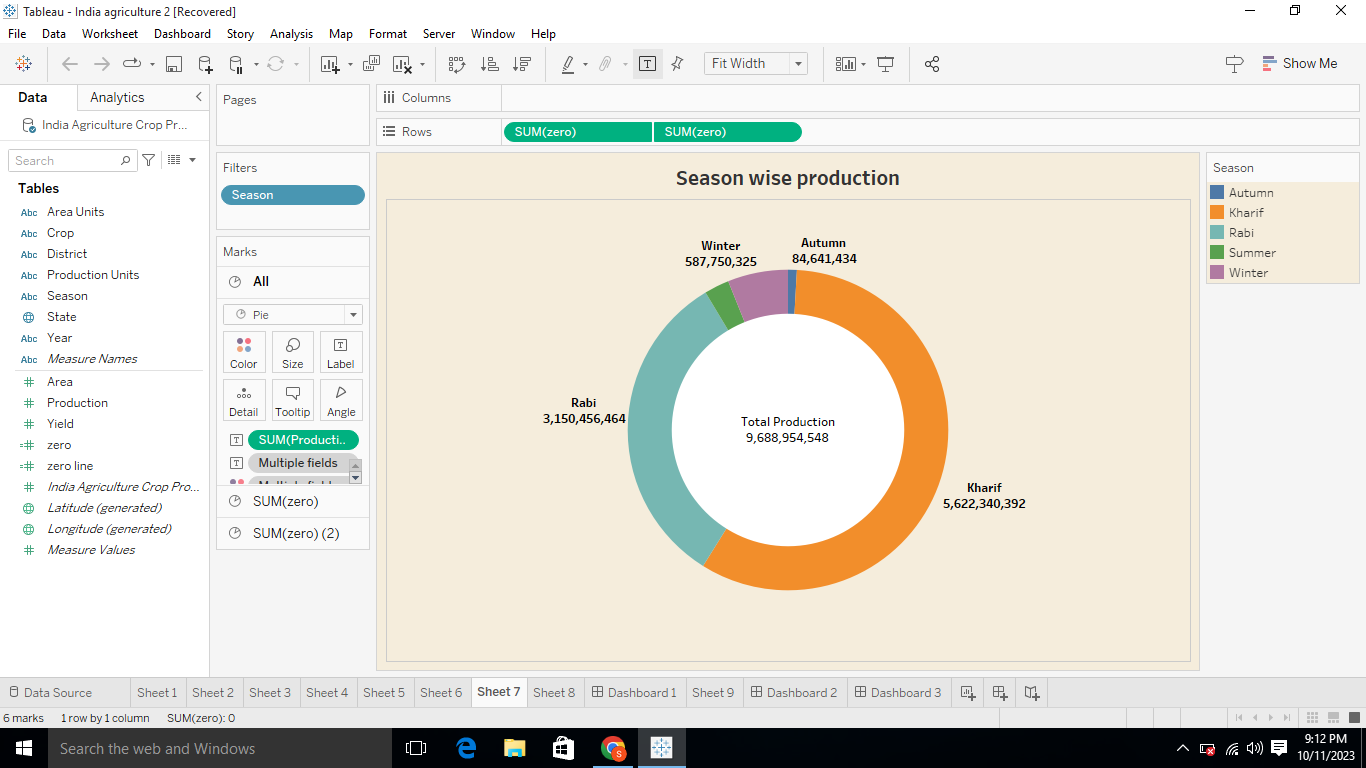 Tableau - India agriculture 2 [Recovered]
File Data Worksheet Dashboard Story Analysis Map Format Server Window Help
Fit Width
Show Me
Data Analytics
India Agriculture Crop Pr...
Search
Tables
Abc Area Units
Abc Crop
Abc District
Abc Production Units
Abc Season
State
Abc Year
Abc Measure Names
# Area
# Production
# Yield
=# zero
=# zero line
# India Agriculture Crop Pro...
Latitude (generated)
Longitude (generated)
# Measure Values
Pages
Filters
Season
Marks
All
Pie
Color Size Label
Detail Tooltip Angle
SUM(Producti..
Multiple fields
SUM(zero)
SUM(zero) (2)
Columns
Rows SUM(zero) SUM(zero)
Season wise production
Winter
587,750,325
Autumn
84,641,434
Rabi
3,150,456,464
Total Production
9,688,954,548
Kharif
5,622,340,392
Season
Autumn
Kharif
Rabi
Summer
Winter
Data Source Sheet 1 Sheet 2 Sheet 3 Sheet 4 Sheet 5 Sheet 6 Sheet 7 Sheet 8 Dashboard 1 Sheet 9 Dashboard 2 Dashboard 3
6 marks 1 row by 1 column SUM(zero): 0
Search the web and Windows
9:12 PM
10/11/2023